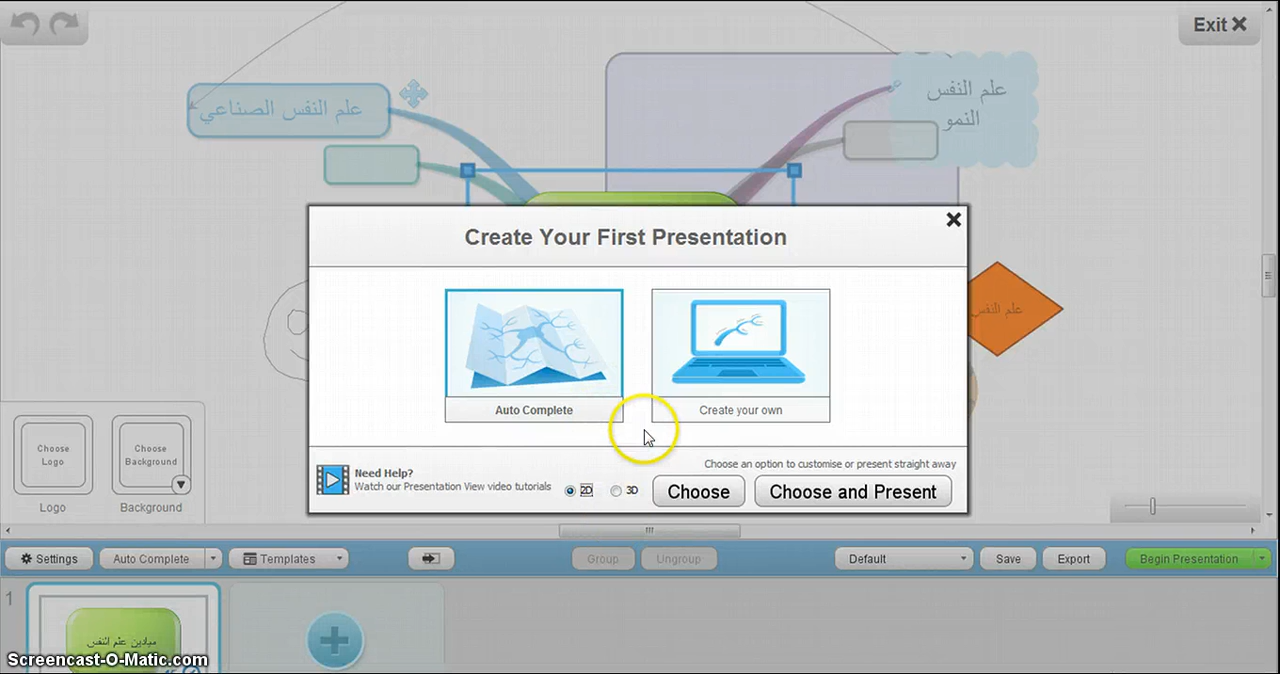 Exit
علم النفس الصناعي
علم النفس
النمو
Create Your First Presentation
علم النفس
Auto Complete
Create your own
Choose
Logo
Choose
Background
Need Help?
Watch our Presentation View video tutorials
Choose an option to customise or present straight away
2D
3D
Choose
Choose and Present
Logo
Background
Settings
Auto Complete
Templates
Group
Ungroup
Default
Save
Export
Begin Presentation
1
مبادين علم النفس
Screencast-O-Matic.com